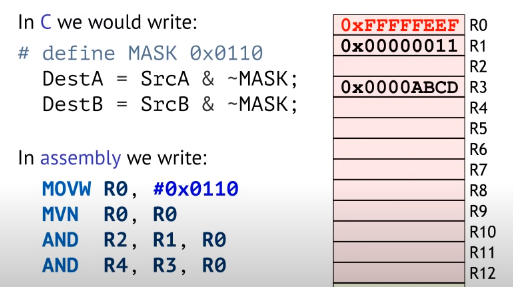 In C we would write:
# define MASK 0x0110
DestA = SrcA & ~MASK;
DestB = SrcB & ~MASK;
In assembly we write:
MOVW R0, #0x0110
MVN R0, R0
AND R2, R1, R0
AND R4, R3, R0
0xFFFFFEEF R0
0x00000011 R1
R2
0x0000ABCD R3
R4
R5
R6
R7
R8
R9
R10
R11
R12